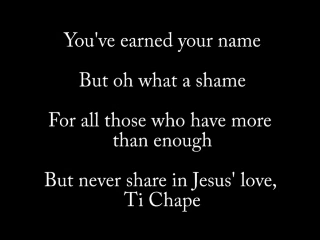 You've earned your name
But oh what a shame
For all those who have more
than enough
But never share in Jesus' love,
Ti Chape